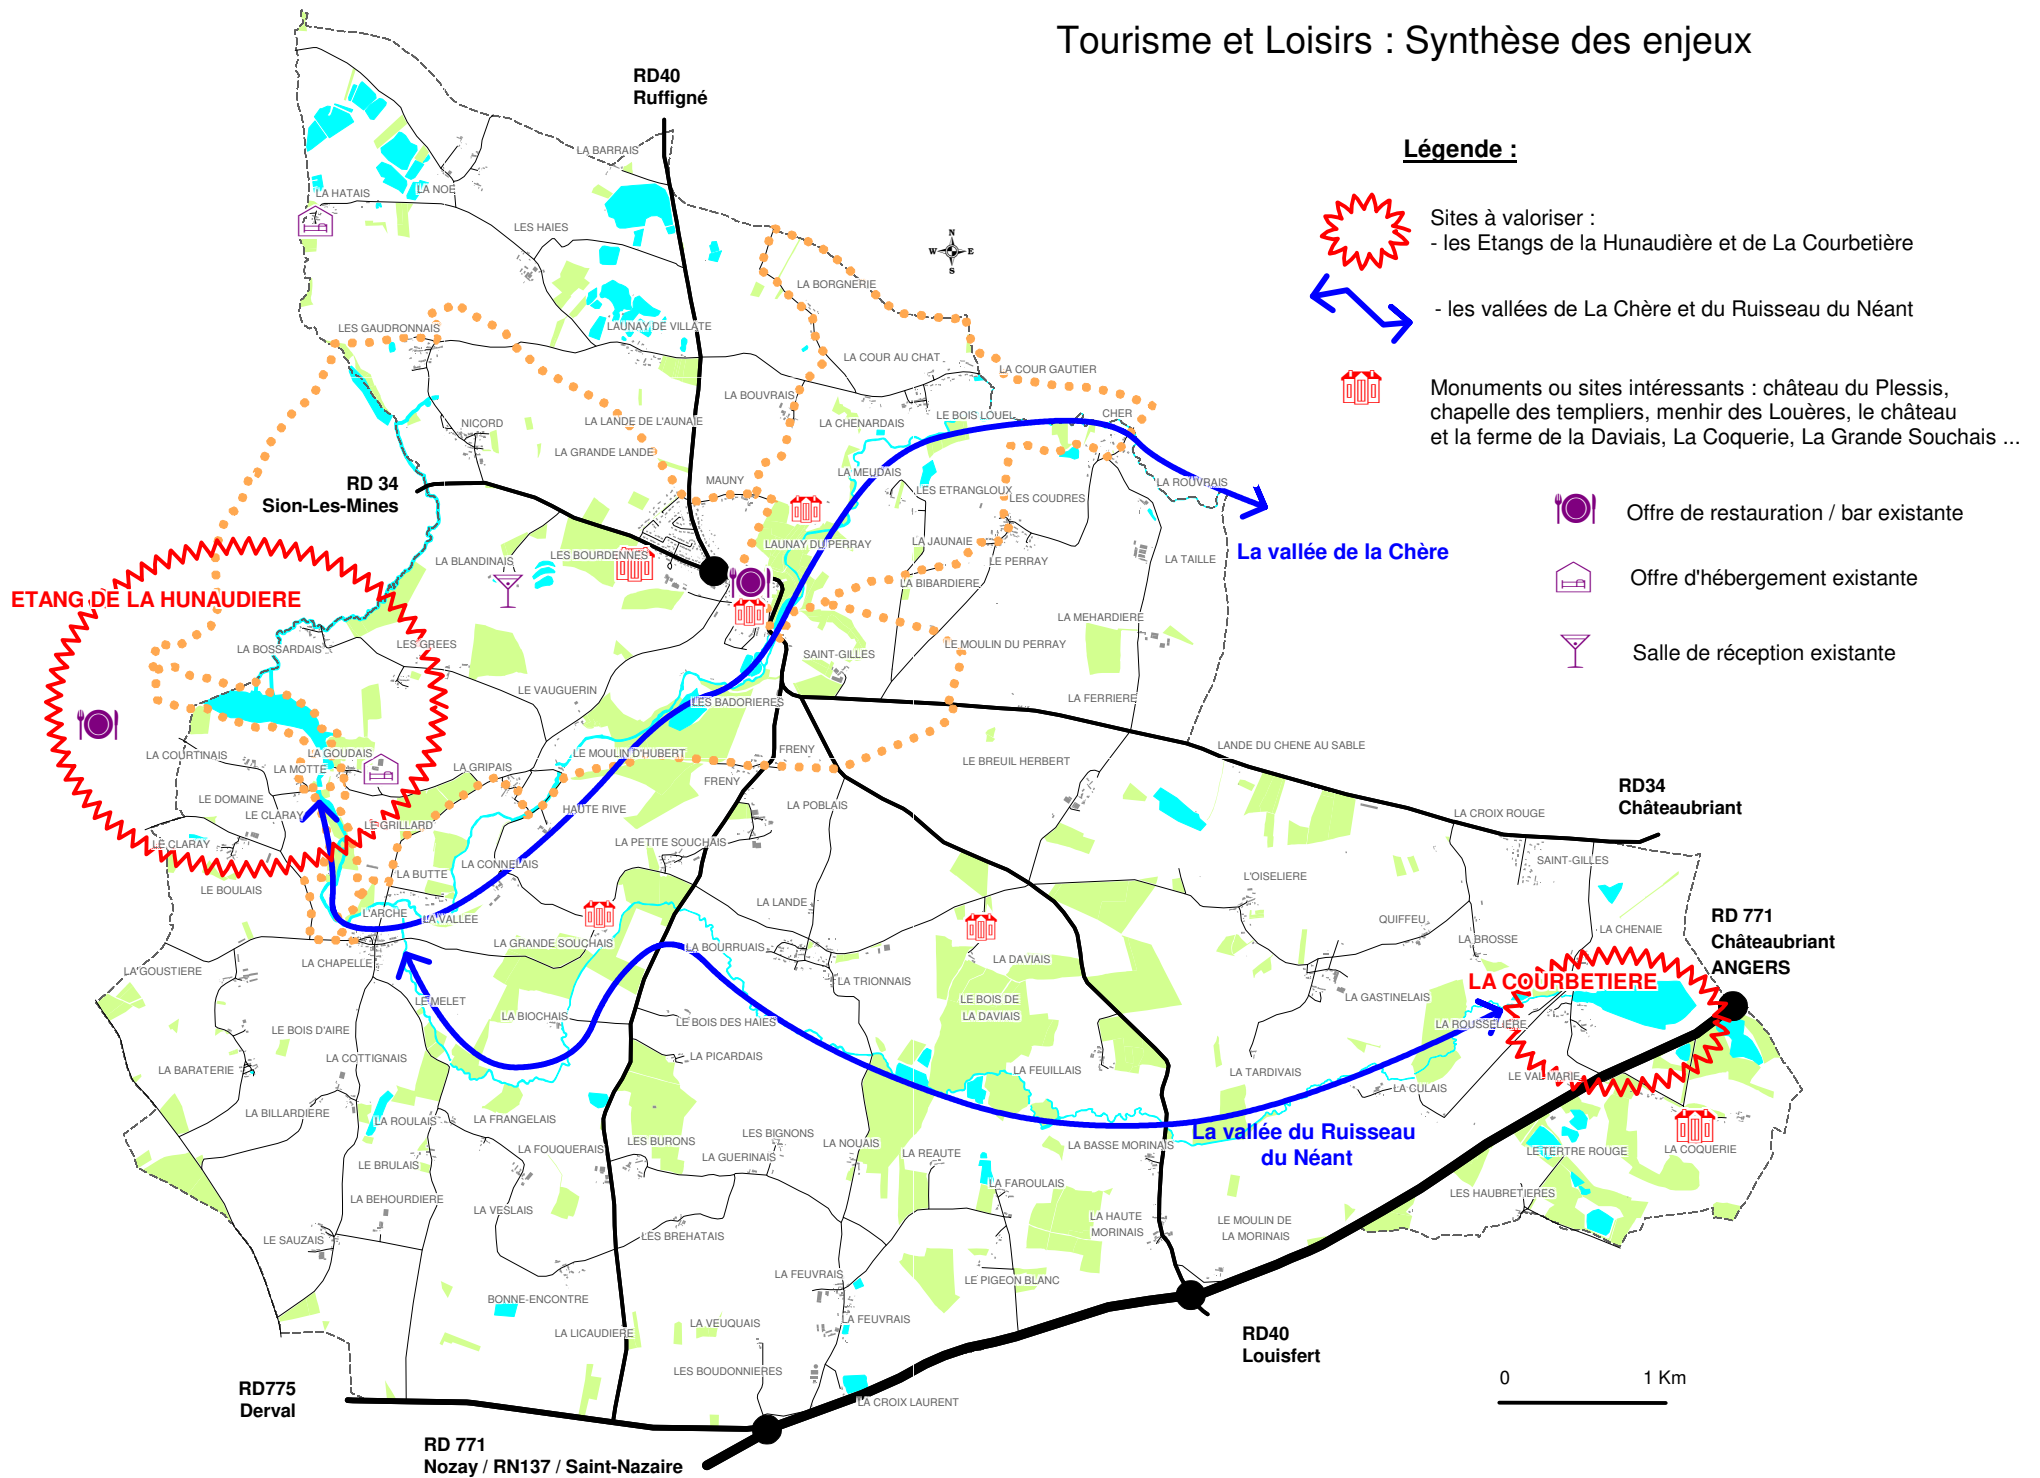 Tourisme et Loisirs : Synthèse des enjeux
RD40
Ruffigné
Légende :
Sites à valoriser :
- les Etangs de la Hunaudière et de La Courbetière
- les vallées de La Chère et du Ruisseau du Néant
Monuments ou sites intéressants : château du Plessis,
chapelle des templiers, menhir des Louères, le château
et la ferme de la Daviais, La Coquerie, La Grande Souchais ...
Offre de restauration / bar existante
Offre d'hébergement existante
Salle de réception existante
N
W
E
S
LA BARRAIS
LA HATAIS
LA NOE
LES HAIES
LA BORGNERIE
LES GAUDRONNAIS
LAUNAY DE VILLATE
LA COUR AU CHAT
LA COUR GAUTIER
LA BOUVRAIS
NICORD
LA LANDE DE L'AUNAIE
LA CHENARDAIS
LE BOIS LOUEL
CHER
LA GRANDE LANDE
MAUNY
LA MEUDAIS
LES ETRANGLOUX
LES COUDRES
LA ROUVRAIS
RD 34
Sion-Les-Mines
LA BLANDINAIS
LES BOURDENNES
LAUNAY DU PERRAY
LA JAUNAIE
LE PERRAY
LA TAILLE
La vallée de la Chère
LA BIBARDIERE
ETANG DE LA HUNAUDIERE
LA MEHARDIERE
LE MOULIN DU PERRAY
LA BOSSARDAIS
LES GREES
SAINT-GILLES
LE VAUGUERIN
LES BADORIERES
LA FERRIERE
LA COURTINAIS
LA GOUDAIS
LA MOTTE
LA GRIPAIS
LE MOULIN D'HUBERT
FRENY
FRENY
LE BREUIL HERBERT
LANDE DU CHENE AU SABLE
RD34
Châteaubriant
LE DOMAINE
LE CLARAY
LE GRILLARD
HAUTE RIVE
LA POBLAIS
LA CROIX ROUGE
LE CLARAY
LA PETITE SOUCHAIS
LA CONNELAIS
LA BUTTE
LE BOULAIS
SAINT-GILLES
L'OISELIERE
L'ARCHE
LA VALLEE
LA LANDE
QUIFFEU
LA CHENAIE
RD 771
Châteaubriant
ANGERS
LA BROSSE
LA GRANDE SOUCHAIS
LA BOURRUAIS
LA CHAPELLE
LA GOUSTIERE
LA TRIONNAIS
LA DAVIAIS
LA COURBETIERE
LE MELET
LA BIOCHAIS
LE BOIS DES HAIES
LE BOIS DE
LA DAVIAIS
LA GASTINELAIS
LA ROUSSELIERE
LE BOIS D'AIRE
LA COTTIGNAIS
LA PICARDAIS
LA BARATERIE
LA FEUILLAIS
LA TARDIVAIS
LA CULAIS
LE VAL MARIE
LA BILLARDIERE
LA ROULAIS
LA FRANGELAIS
LA FOUQUERAIS
LES BURONS
LES BIGNONS
LA GUERINAIS
LA NOUAIS
LA REAUTE
LA BASSE MORINAIS
La vallée du Ruisseau
du Néant
LE TERTRE ROUGE
LA COQUERIE
LE BRULAIS
LA BEHOURDIERE
LA VESLAIS
LA FAROULAIS
LES HAUBRETIERES
LA HAUTE
MORINAIS
LE MOULIN DE
LA MORINAIS
LE SAUZAIS
LES BREHATAIS
LA FEUVRAIS
LE PIGEON BLANC
BONNE-ENCONTRE
LA FEUVRAIS
LA LICAUDIERE
LA VEUQUAIS
RD40
Louisfert
LES BOUDONNIERES
LA CROIX LAURENT
RD775
Derval
0
1 Km
RD 771
Nozay / RN137 / Saint-Nazaire